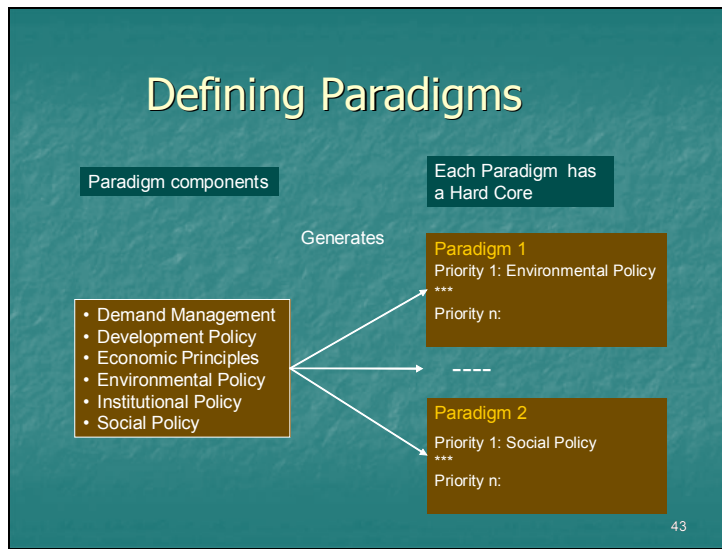 Defining Paradigms
Paradigm components
Each Paradigm has
a Hard Core
Generates
• Demand Management
• Development Policy
• Economic Principles
• Environmental Policy
• Institutional Policy
• Social Policy
Paradigm 1
Priority 1: Environmental Policy
***
Priority n:
----
Paradigm 2
Priority 1: Social Policy
***
Priority n:
43